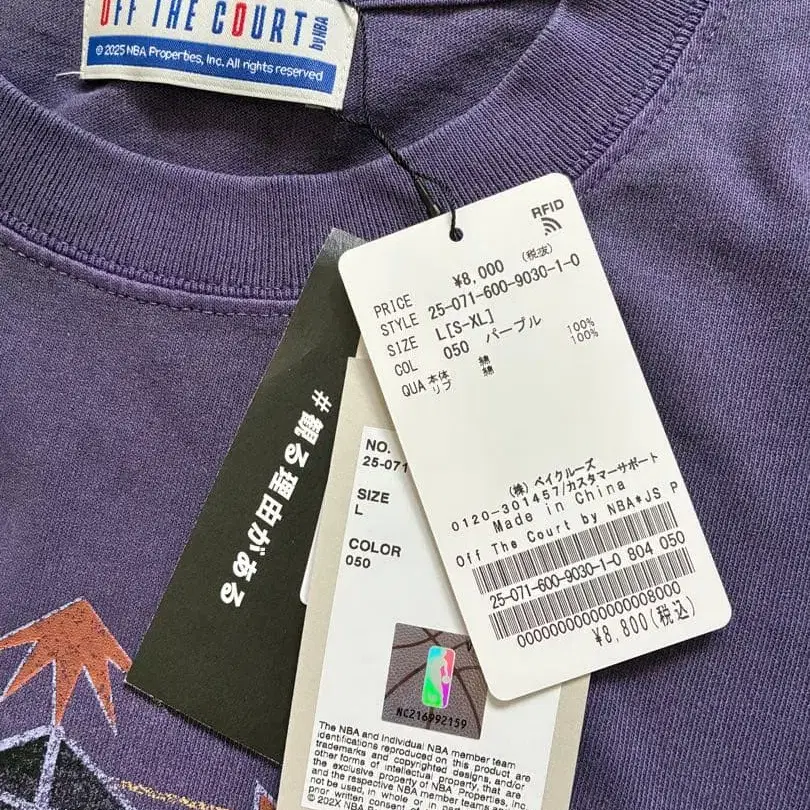 OFF THE COURT by NBA
© 2025 NBA Properties, Inc. All rights reserved
RFID
PRICE ¥8,000 (税抜)
STYLE 25-071-600-9030-1-0
SIZE L[S-XL]
COL 050 パープル
QUA 本体 綿 100%
リブ 綿 100%
(株) ベイクルーズ
0120-301457/カスタマーサポート
Made in China
Off The Court by NBA*JS P
25-071-600-9030-1-0 804 050
¥8,800(税込)
#観る理由がある
NO.
25-071
SIZE
L
COLOR
050
NC216992159
The NBA and individual NBA member team
identifications reproduced on this product are
trademarks and copyrighted designs, and/or
other forms of intellectual property, that are
the exclusive property of NBA Properties, Inc.
and the respective NBA member teams and
not be used, in whole or in part
prior written consent of
© 202X NBA